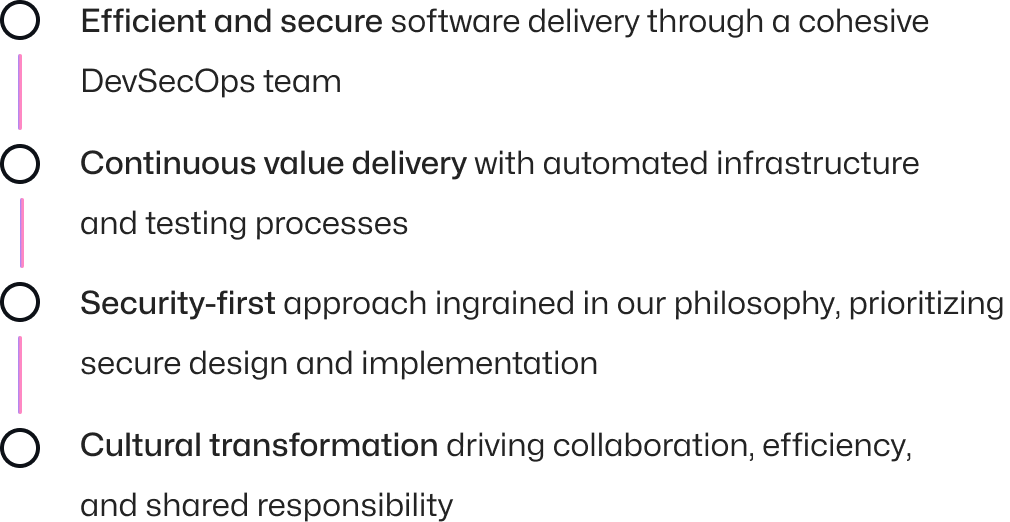 Efficient and secure software delivery through a cohesive
DevSecOps team
Continuous value delivery with automated infrastructure
and testing processes
Security-first approach ingrained in our philosophy, prioritizing
secure design and implementation
Cultural transformation driving collaboration, efficiency,
and shared responsibility